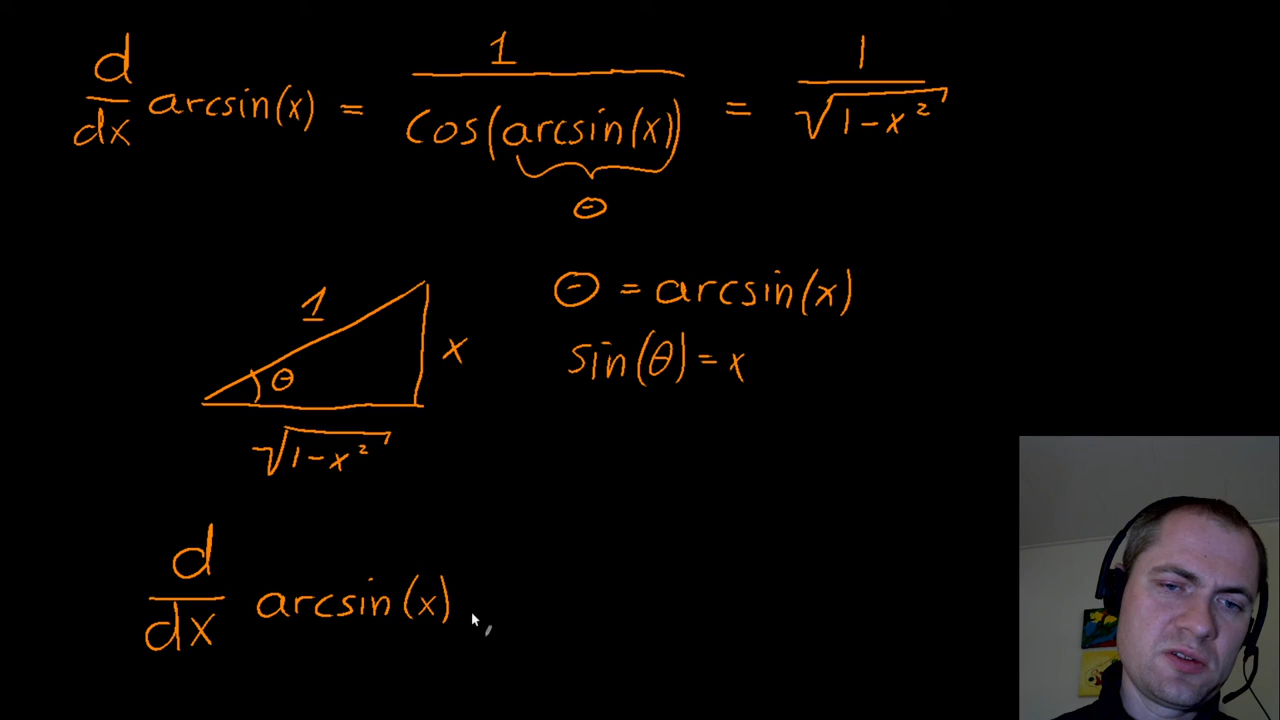 d/dx arcsin(x) = 1/cos(arcsin(x)) = 1/√(1-x²)
θ
θ = arcsin(x)
sin(θ) = x
1
x
θ
√(1-x²)
d/dx arcsin(x)